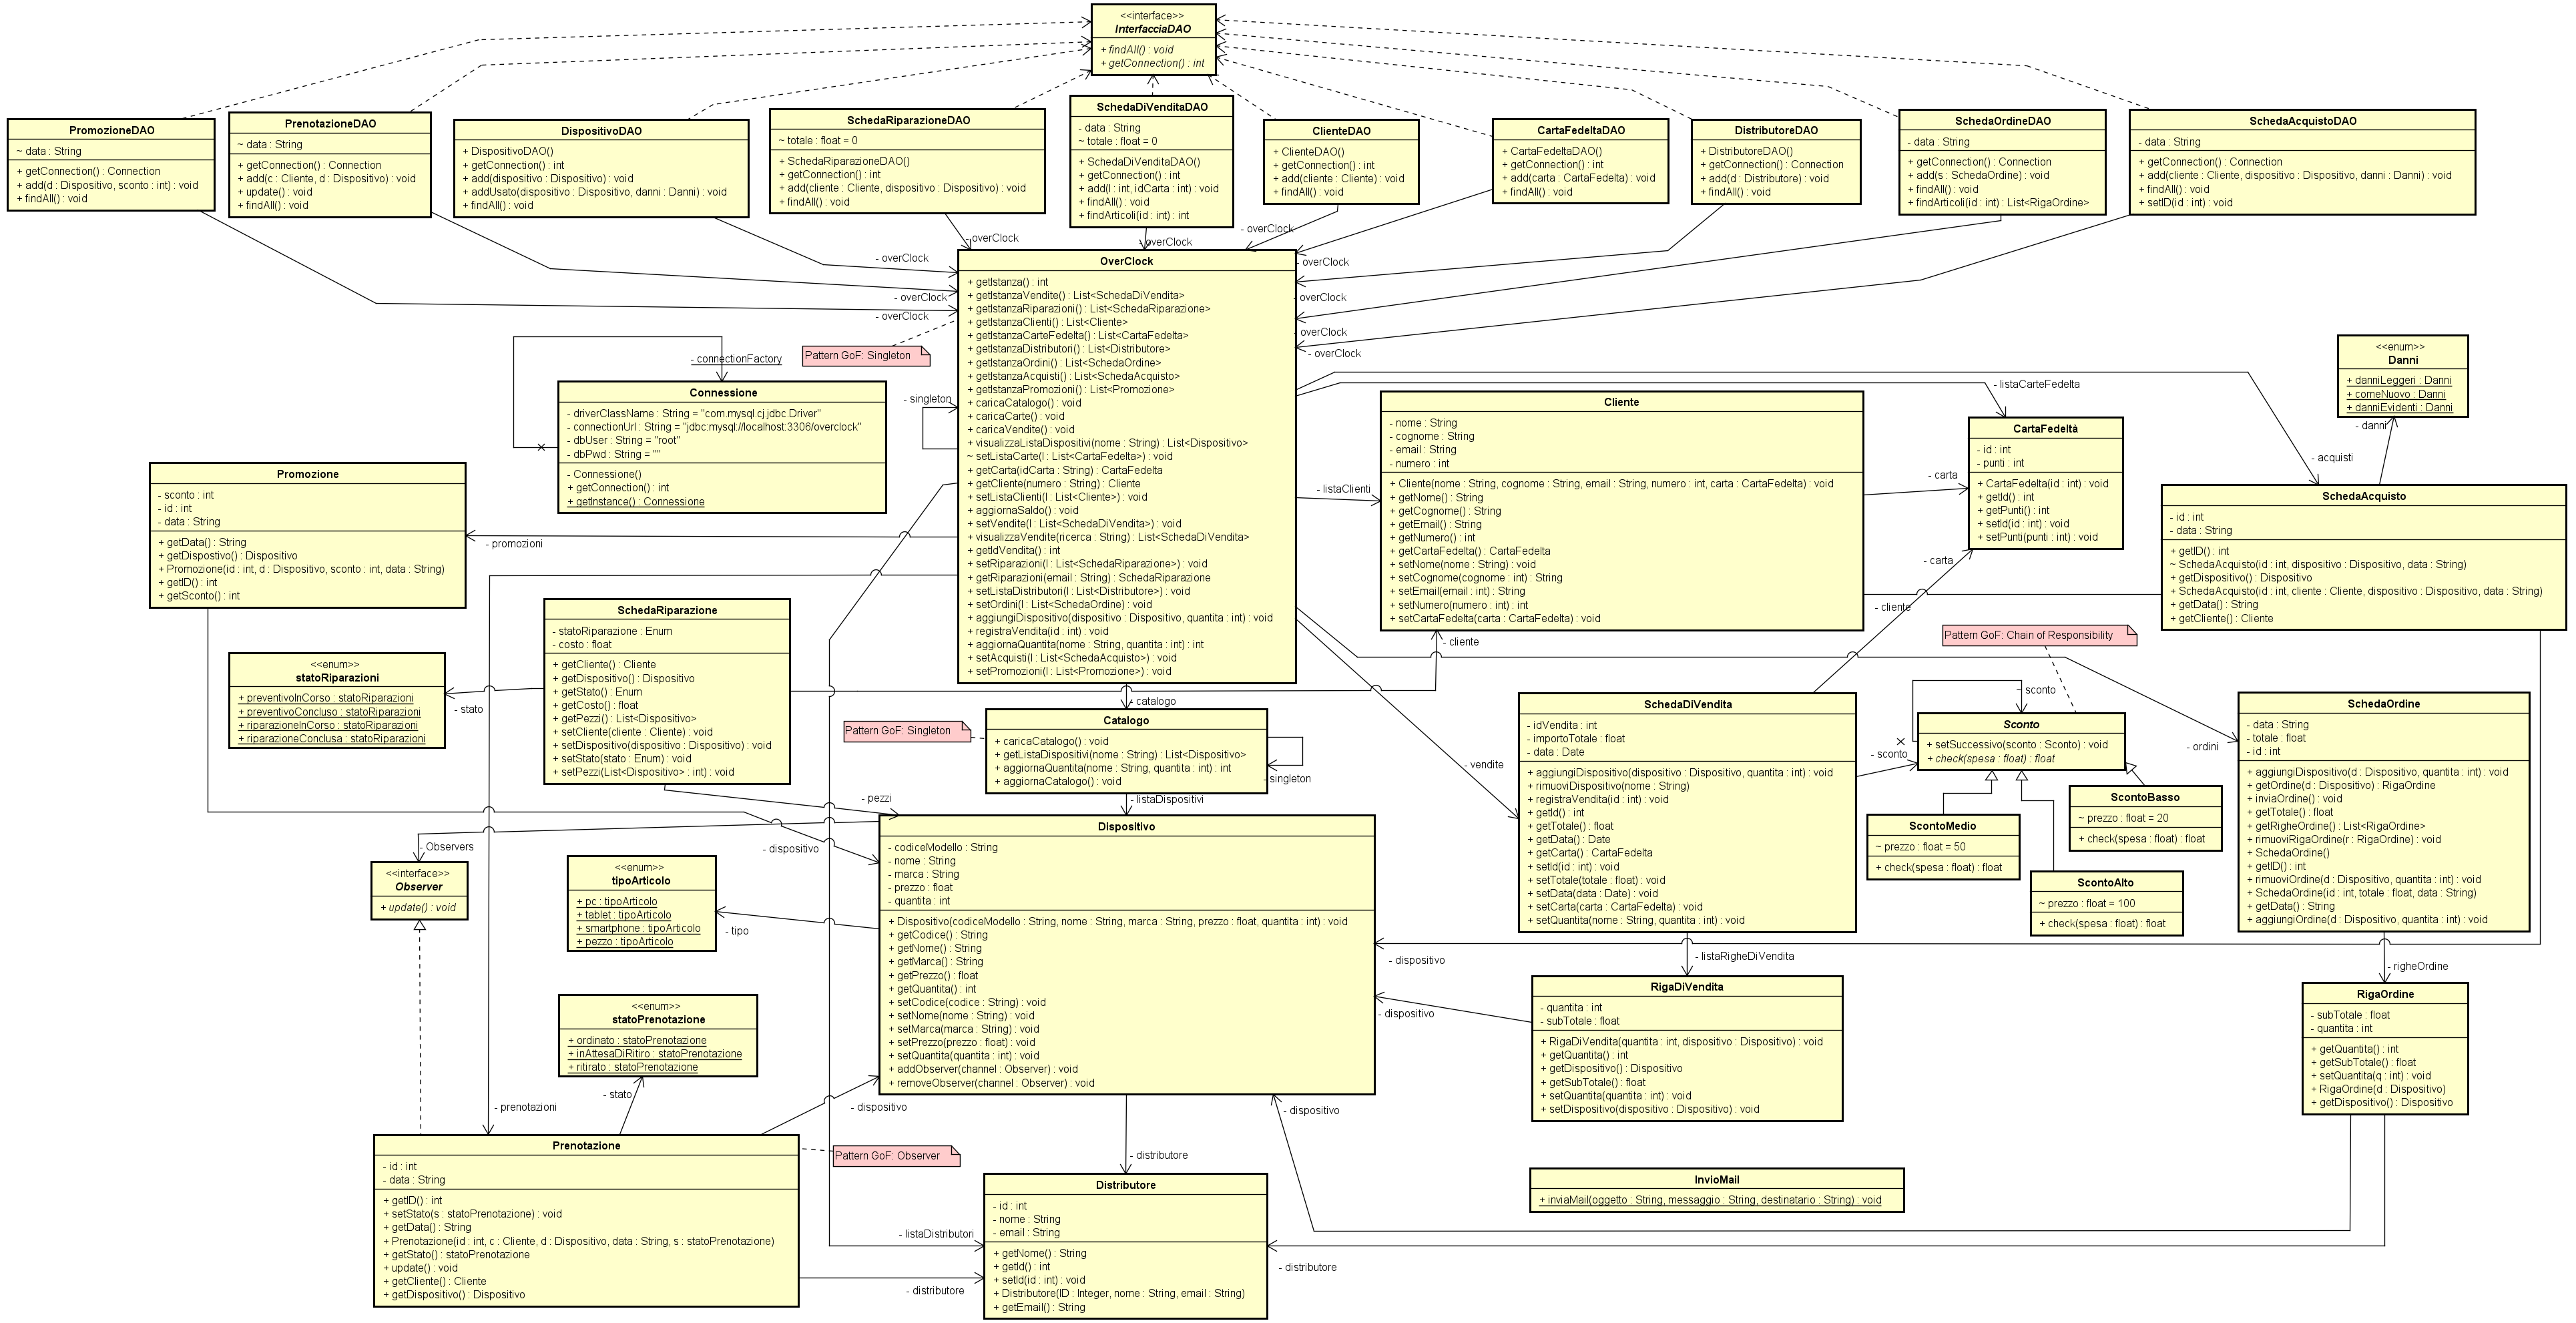 <<interface>>
InterfacciaDAO
+ findAll() : void
+ getConnection() : int
PromozioneDAO
~ data : String
+ getConnection() : Connection
+ add(d : Dispositivo, sconto : int) : void
+ findAll() : void
PrenotazioneDAO
~ data : String
+ getConnection() : Connection
+ add(c : Cliente, d : Dispositivo) : void
+ update() : void
+ findAll() : void
DispositivoDAO
+ DispositivoDAO()
+ getConnection() : int
+ add(dispositivo : Dispositivo) : void
+ addUsato(dispositivo : Dispositivo, danni : Danni) : void
+ findAll() : void
SchedaRiparazioneDAO
~ totale : float = 0
+ SchedaRiparazioneDAO()
+ getConnection() : int
+ add(cliente : Cliente, dispositivo : Dispositivo) : void
+ findAll() : void
SchedaDiVenditaDAO
- data : String
~ totale : float = 0
+ SchedaDiVenditaDAO()
+ getConnection() : int
+ add(l : int, idCarta : int) : void
+ findAll() : void
+ findArticoli(id : int) : int
ClienteDAO
+ ClienteDAO()
+ getConnection() : int
+ add(cliente : Cliente) : void
+ findAll() : void
CartaFedeltaDAO
+ CartaFedeltaDAO()
+ getConnection() : int
+ add(carta : CartaFedelta) : void
+ findAll() : void
DistributoreDAO
+ DistributoreDAO()
+ getConnection() : Connection
+ add(d : Distributore) : void
+ findAll() : void
SchedaOrdineDAO
- data : String
+ getConnection() : Connection
+ add(s : SchedaOrdine) : void
+ findAll() : void
+ findArticoli(id : int) : List<RigaOrdine>
SchedaAcquistoDAO
- data : String
+ getConnection() : Connection
+ add(cliente : Cliente, dispositivo : Dispositivo, danni : Danni) : void
+ findAll() : void
+ setID(id : int) : void
- overClock
- overClock
- overClock
- overClock
- overClock
- overClock
- overClock
- overClock
- overClock
- overClock
OverClock
+ getIstanza() : int
+ getIstanzaVendite() : List<SchedaDiVendita>
+ getIstanzaRiparazioni() : List<SchedaRiparazione>
+ getIstanzaClienti() : List<Cliente>
+ getIstanzaCarteFedelta() : List<CartaFedelta>
+ getIstanzaDistributori() : List<Distributore>
+ getIstanzaOrdini() : List<SchedaOrdine>
+ getIstanzaAcquisti() : List<SchedaAcquisto>
+ getIstanzaPromozioni() : List<Promozione>
+ caricaCatalogo() : void
+ caricaCarte() : void
+ caricaVendite() : void
+ visualizzaListaDispositivi(nome : String) : List<Dispositivo>
~ setListaCarte(l : List<CartaFedelta>) : void
+ getCarta(idCarta : String) : CartaFedelta
+ getCliente(numero : String) : Cliente
+ setListaClienti(l : List<Cliente>) : void
+ aggiornaSaldo() : void
+ setVendite(l : List<SchedaDiVendita>) : void
+ visualizzaVendite(ricerca : String) : List<SchedaDiVendita>
+ getIdVendita() : int
+ setRiparazioni(l : List<SchedaRiparazione>) : void
+ getRiparazioni(email : String) : SchedaRiparazione
+ setListaDistributori(l : List<Distributore>) : void
+ setOrdini(l : List<SchedaOrdine) : void
+ aggiungiDispositivo(dispositivo : Dispositivo, quantita : int) : void
+ registraVendita(id : int) : void
+ aggiornaQuantita(nome : String, quantita : int) : int
+ setAcquisti(l : List<SchedaAcquisto>) : void
+ setPromozioni(l : List<Promozione>) : void
Pattern GoF: Singleton
- singleton
- connectionFactory
Connessione
- driverClassName : String = "com.mysql.cj.jdbc.Driver"
- connectionUrl : String = "jdbc:mysql://localhost:3306/overclock"
- dbUser : String = "root"
- dbPwd : String = ""
- Connessione()
+ getConnection() : int
+ getInstance() : Connessione
<<enum>>
Danni
+ danniLeggeri : Danni
+ comeNuovo : Danni
+ danniEvidenti : Danni
- danni
- listaCarteFedelta
- acquisti
Cliente
- nome : String
- cognome : String
- email : String
- numero : int
+ Cliente(nome : String, cognome : String, email : String, numero : int, carta : CartaFedelta) : void
+ getNome() : String
+ getCognome() : String
+ getEmail() : String
+ getNumero() : int
+ getCartaFedelta() : CartaFedelta
+ setNome(nome : String) : void
+ setCognome(cognome : int) : String
+ setEmail(email : int) : String
+ setNumero(numero : int) : int
+ setCartaFedelta(carta : CartaFedelta) : void
- listaClienti
- carta
CartaFedeltà
- id : int
- punti : int
+ CartaFedelta(id : int) : void
+ getId() : int
+ getPunti() : int
+ setId(id : int) : void
+ setPunti(punti : int) : void
- carta
- cliente
- cliente
SchedaAcquisto
- id : int
- data : String
+ getID() : int
~ SchedaAcquisto(id : int, dispositivo : Dispositivo, data : String)
+ getDispositivo() : Dispositivo
+ SchedaAcquisto(id : int, cliente : Cliente, dispositivo : Dispositivo, data : String)
+ getData() : String
+ getCliente() : Cliente
Promozione
- sconto : int
- id : int
- data : String
+ getData() : String
+ getDispostivo() : Dispositivo
+ Promozione(id : int, d : Dispositivo, sconto : int, data : String)
+ getID() : int
+ getSconto() : int
- promozioni
SchedaRiparazione
- statoRiparazione : Enum
- costo : float
+ getCliente() : Cliente
+ getDispositivo() : Dispositivo
+ getStato() : Enum
+ getCosto() : float
+ getPezzi() : List<Dispositivo>
+ setCliente(cliente : Cliente) : void
+ setDispositivo(dispositivo : Dispositivo) : void
+ setStato(stato : Enum) : void
+ setPezzi(List<Dispositivo> : int) : void
<<enum>>
statoRiparazioni
+ preventivoInCorso : statoRiparazioni
+ preventivoConcluso : statoRiparazioni
+ riparazioneInCorso : statoRiparazioni
+ riparazioneConclusa : statoRiparazioni
- stato
- catalogo
Pattern GoF: Singleton
Catalogo
+ caricaCatalogo() : void
+ getListaDispositivi(nome : String) : List<Dispositivo>
+ aggiornaQuantita(nome : String, quantita : int) : int
+ aggiornaCatalogo() : void
- singleton
- listaDispositivi
- pezzi
- vendite
- ordini
Pattern GoF: Chain of Responsibility
~ sconto
- sconto
Sconto
+ setSuccessivo(sconto : Sconto) : void
+ check(spesa : float) : float
ScontoBasso
~ prezzo : float = 20
+ check(spesa : float) : float
ScontoMedio
~ prezzo : float = 50
+ check(spesa : float) : float
ScontoAlto
~ prezzo : float = 100
+ check(spesa : float) : float
SchedaDiVendita
- idVendita : int
- importoTotale : float
- data : Date
+ aggiungiDispositivo(dispositivo : Dispositivo, quantita : int) : void
+ rimuoviDispositivo(nome : String)
+ registraVendita(id : int) : void
+ getId() : int
+ getTotale() : float
+ getData() : Date
+ getCarta() : CartaFedelta
+ setId(id : int) : void
+ setTotale(totale : float) : void
+ setData(data : Date) : void
+ setCarta(carta : CartaFedelta) : void
+ setQuantita(nome : String, quantita : int) : void
SchedaOrdine
- data : String
- totale : float
- id : int
+ aggiungiDispositivo(d : Dispositivo, quantita : int) : void
+ getOrdine(d : Dispositivo) : RigaOrdine
+ inviaOrdine() : void
+ getTotale() : float
+ getRigheOrdine() : List<RigaOrdine>
+ rimuoviRigaOrdine(r : RigaOrdine) : void
+ SchedaOrdine()
+ getID() : int
+ rimuoviOrdine(d : Dispositivo, quantita : int) : void
+ SchedaOrdine(id : int, totale : float, data : String)
+ getData() : String
+ aggiungiOrdine(d : Dispositivo, quantita : int) : void
Dispositivo
- codiceModello : String
- nome : String
- marca : String
- prezzo : float
- quantita : int
+ Dispositivo(codiceModello : String, nome : String, marca : String, prezzo : float, quantita : int) : void
+ getCodice() : String
+ getNome() : String
+ getMarca() : String
+ getPrezzo() : float
+ getQuantita() : int
+ setCodice(codice : String) : void
+ setNome(nome : String) : void
+ setMarca(marca : String) : void
+ setPrezzo(prezzo : float) : void
+ setQuantita(quantita : int) : void
+ addObserver(channel : Observer) : void
+ removeObserver(channel : Observer) : void
- dispositivo
- Observers
<<interface>>
Observer
+ update() : void
<<enum>>
tipoArticolo
+ pc : tipoArticolo
+ tablet : tipoArticolo
+ smartphone : tipoArticolo
+ pezzo : tipoArticolo
- tipo
<<enum>>
statoPrenotazione
+ ordinato : statoPrenotazione
+ inAttesaDiRitiro : statoPrenotazione
+ ritirato : statoPrenotazione
- stato
- prenotazioni
- dispositivo
- dispositivo
- dispositivo
- dispositivo
- listaRigheDiVendita
RigaDiVendita
- quantita : int
- subTotale : float
+ RigaDiVendita(quantita : int, dispositivo : Dispositivo) : void
+ getQuantita() : int
+ getDispositivo() : Dispositivo
+ getSubTotale() : float
+ setQuantita(quantita : int) : void
+ setDispositivo(dispositivo : Dispositivo) : void
- righeOrdine
RigaOrdine
- subTotale : float
- quantita : int
+ getQuantita() : int
+ getSubTotale() : float
+ setQuantita(q : int) : void
+ RigaOrdine(d : Dispositivo)
+ getDispositivo() : Dispositivo
Prenotazione
- id : int
- data : String
+ getID() : int
+ setStato(s : statoPrenotazione) : void
+ getData() : String
+ Prenotazione(id : int, c : Cliente, d : Dispositivo, data : String, s : statoPrenotazione)
+ getStato() : statoPrenotazione
+ update() : void
+ getCliente() : Cliente
+ getDispositivo() : Dispositivo
Pattern GoF: Observer
- distributore
Distributore
- id : int
- nome : String
- email : String
+ getNome() : String
+ getId() : int
+ setId(id : int) : void
+ Distributore(ID : Integer, nome : String, email : String)
+ getEmail() : String
- listaDistributori
- distributore
- distributore
InvioMail
+ inviaMail(oggetto : String, messaggio : String, destinatario : String) : void